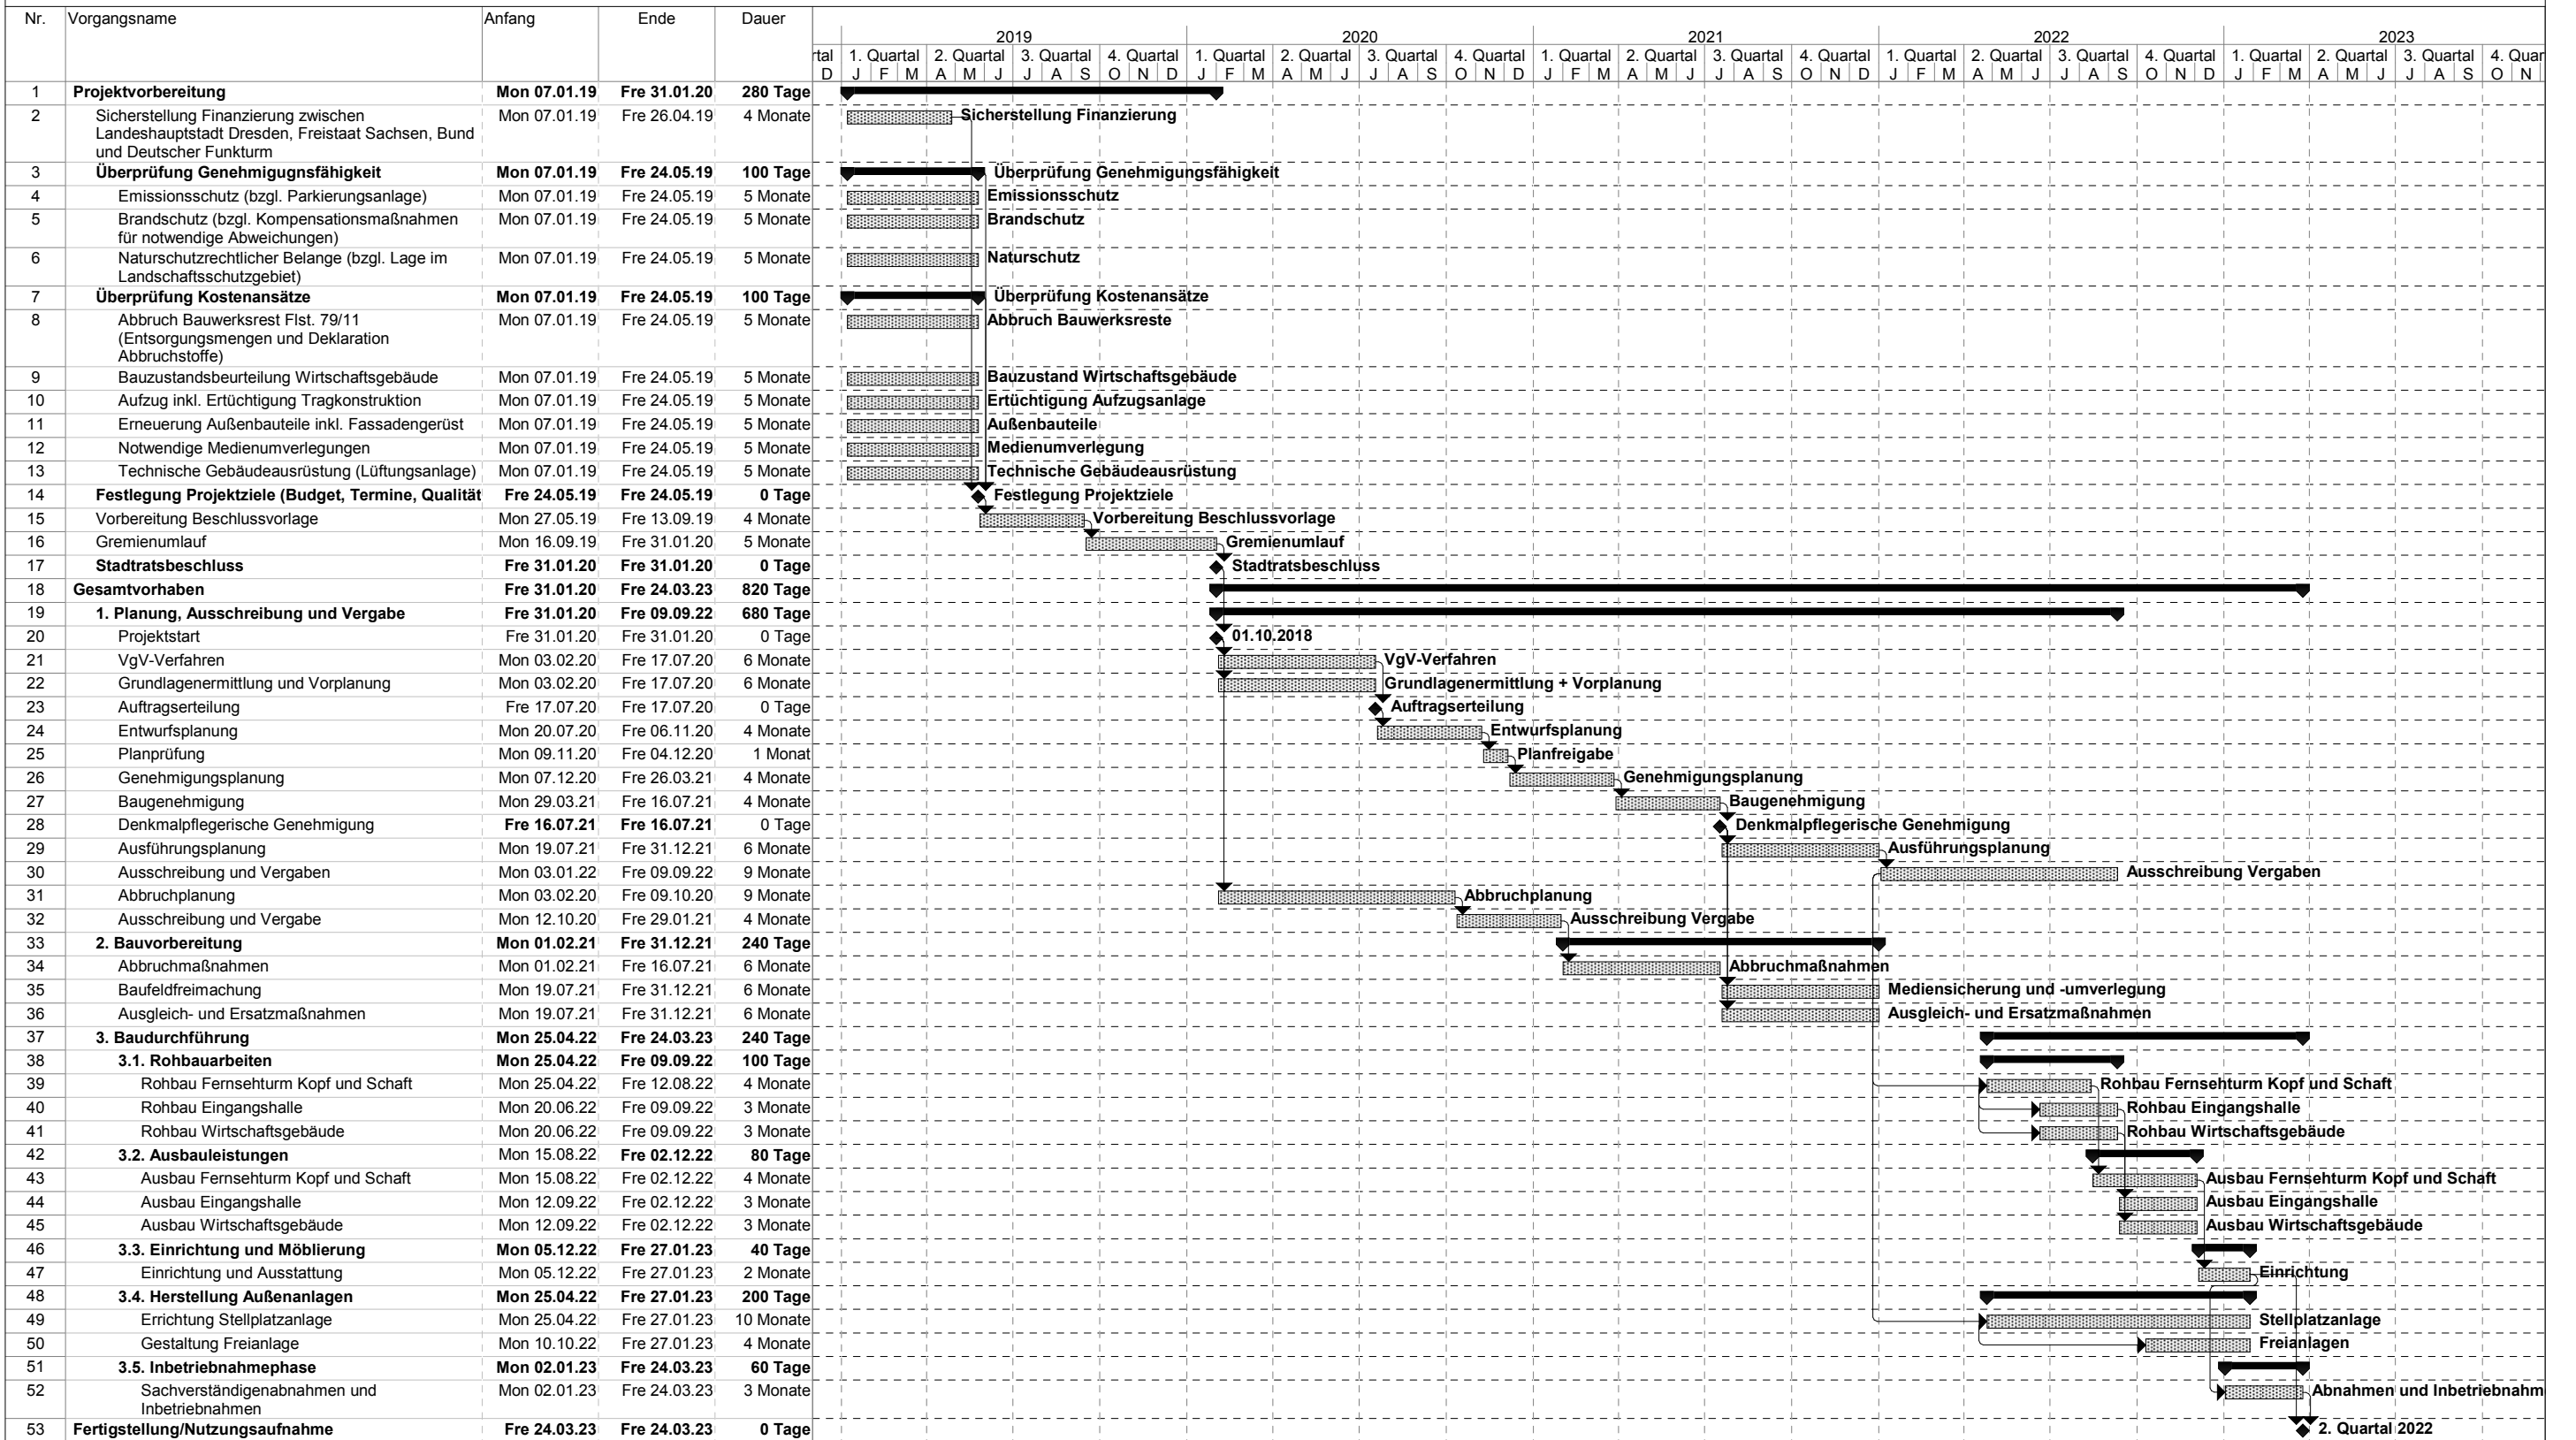 Nr. Vorgangsname Anfang Ende Dauer
2019 2020 2021 2022 2023
rtal 1. Quartal 2. Quartal 3. Quartal 4. Quartal 1. Quartal 2. Quartal 3. Quartal 4. Quartal 1. Quartal 2. Quartal 3. Quartal 4. Quartal 1. Quartal 2. Quartal 3. Quartal 4. Quartal 1. Quartal 2. Quartal 3. Quartal 4. Quar
D J F M A M J J A S O N D J F M A M J J A S O N D J F M A M J J A S O N D J F M A M J J A S O N D J F M A M J J A S O N
1 Projektvorbereitung Mon 07.01.19 Fre 31.01.20 280 Tage
2 Sicherstellung Finanzierung zwischen Mon 07.01.19 Fre 26.04.19 4 Monate Sicherstellung Finanzierung
Landeshauptstadt Dresden, Freistaat Sachsen, Bund
und Deutscher Funkturm
3 Überprüfung Genehmigugnsfähigkeit Mon 07.01.19 Fre 24.05.19 100 Tage Überprüfung Genehmigungsfähigkeit
4 Emissionsschutz (bzgl. Parkierungsanlage) Mon 07.01.19 Fre 24.05.19 5 Monate Emissionsschutz
5 Brandschutz (bzgl. Kompensationsmaßnahmen Mon 07.01.19 Fre 24.05.19 5 Monate Brandschutz
für notwendige Abweichungen)
6 Naturschutzrechtlicher Belange (bzgl. Lage im Mon 07.01.19 Fre 24.05.19 5 Monate Naturschutz
Landschaftsschutzgebiet)
7 Überprüfung Kostenansätze Mon 07.01.19 Fre 24.05.19 100 Tage Überprüfung Kostenansätze
8 Abbruch Bauwerksrest Flst. 79/11 Mon 07.01.19 Fre 24.05.19 5 Monate Abbruch Bauwerksreste
(Entsorgungsmengen und Deklaration
Abbruchstoffe)
9 Bauzustandsbeurteilung Wirtschaftsgebäude Mon 07.01.19 Fre 24.05.19 5 Monate Bauzustand Wirtschaftsgebäude
10 Aufzug inkl. Ertüchtigung Tragkonstruktion Mon 07.01.19 Fre 24.05.19 5 Monate Ertüchtigung Aufzugsanlage
11 Erneuerung Außenbauteile inkl. Fassadengerüst Mon 07.01.19 Fre 24.05.19 5 Monate Außenbauteile
12 Notwendige Medienumverlegungen Mon 07.01.19 Fre 24.05.19 5 Monate Medienumverlegung
13 Technische Gebäudeausrüstung (Lüftungsanlage) Mon 07.01.19 Fre 24.05.19 5 Monate Technische Gebäudeausrüstung
14 Festlegung Projektziele (Budget, Termine, Qualität Fre 24.05.19 Fre 24.05.19 0 Tage Festlegung Projektziele
15 Vorbereitung Beschlussvorlage Mon 27.05.19 Fre 13.09.19 4 Monate Vorbereitung Beschlussvorlage
16 Gremienumlauf Mon 16.09.19 Fre 31.01.20 5 Monate Gremienumlauf
17 Stadtratsbeschluss Fre 31.01.20 Fre 31.01.20 0 Tage Stadtratsbeschluss
18 Gesamtvorhaben Fre 31.01.20 Fre 24.03.23 820 Tage
19 1. Planung, Ausschreibung und Vergabe Fre 31.01.20 Fre 09.09.22 680 Tage
20 Projektstart Fre 31.01.20 Fre 31.01.20 0 Tage 01.10.2018
21 VgV-Verfahren Mon 03.02.20 Fre 17.07.20 6 Monate VgV-Verfahren
22 Grundlagenermittlung und Vorplanung Mon 03.02.20 Fre 17.07.20 6 Monate Grundlagenermittlung + Vorplanung
23 Auftragserteilung Fre 17.07.20 Fre 17.07.20 0 Tage Auftragserteilung
24 Entwurfsplanung Mon 20.07.20 Fre 06.11.20 4 Monate Entwurfsplanung
25 Planprüfung Mon 09.11.20 Fre 04.12.20 1 Monat Planfreigabe
26 Genehmigungsplanung Mon 07.12.20 Fre 26.03.21 4 Monate Genehmigungsplanung
27 Baugenehmigung Mon 29.03.21 Fre 16.07.21 4 Monate Baugenehmigung
28 Denkmalpflegerische Genehmigung Fre 16.07.21 Fre 16.07.21 0 Tage Denkmalpflegerische Genehmigung
29 Ausführungsplanung Mon 19.07.21 Fre 31.12.21 6 Monate Ausführungsplanung
30 Ausschreibung und Vergaben Mon 03.01.22 Fre 09.09.22 9 Monate Ausschreibung Vergaben
31 Abbruchplanung Mon 03.02.20 Fre 09.10.20 9 Monate Abbruchplanung
32 Ausschreibung und Vergabe Mon 12.10.20 Fre 29.01.21 4 Monate Ausschreibung Vergabe
33 2. Bauvorbereitung Mon 01.02.21 Fre 31.12.21 240 Tage
34 Abbruchmaßnahmen Mon 01.02.21 Fre 16.07.21 6 Monate Abbruchmaßnahmen
35 Baufeldfreimachung Mon 19.07.21 Fre 31.12.21 6 Monate Mediensicherung und -umverlegung
36 Ausgleich- und Ersatzmaßnahmen Mon 19.07.21 Fre 31.12.21 6 Monate Ausgleich- und Ersatzmaßnahmen
37 3. Baudurchführung Mon 25.04.22 Fre 24.03.23 240 Tage
38 3.1. Rohbauarbeiten Mon 25.04.22 Fre 09.09.22 100 Tage
39 Rohbau Fernsehturm Kopf und Schaft Mon 25.04.22 Fre 12.08.22 4 Monate Rohbau Fernsehturm Kopf und Schaft
40 Rohbau Eingangshalle Mon 20.06.22 Fre 09.09.22 3 Monate Rohbau Eingangshalle
41 Rohbau Wirtschaftsgebäude Mon 20.06.22 Fre 09.09.22 3 Monate Rohbau Wirtschaftsgebäude
42 3.2. Ausbauleistungen Mon 15.08.22 Fre 02.12.22 80 Tage
43 Ausbau Fernsehturm Kopf und Schaft Mon 15.08.22 Fre 02.12.22 4 Monate Ausbau Fernsehturm Kopf und Schaft
44 Ausbau Eingangshalle Mon 12.09.22 Fre 02.12.22 3 Monate Ausbau Eingangshalle
45 Ausbau Wirtschaftsgebäude Mon 12.09.22 Fre 02.12.22 3 Monate Ausbau Wirtschaftsgebäude
46 3.3. Einrichtung und Möblierung Mon 05.12.22 Fre 27.01.23 40 Tage
47 Einrichtung und Ausstattung Mon 05.12.22 Fre 27.01.23 2 Monate Einrichtung
48 3.4. Herstellung Außenanlagen Mon 25.04.22 Fre 27.01.23 200 Tage
49 Errichtung Stellplatzanlage Mon 25.04.22 Fre 27.01.23 10 Monate Stellplatzanlage
50 Gestaltung Freianlage Mon 10.10.22 Fre 27.01.23 4 Monate Freianlagen
51 3.5. Inbetriebnahmephase Mon 02.01.23 Fre 24.03.23 60 Tage
52 Sachverständigenabnahmen und Mon 02.01.23 Fre 24.03.23 3 Monate Abnahmen und Inbetriebnahm
Inbetriebnahmen
53 Fertigstellung/Nutzungsaufnahme Fre 24.03.23 Fre 24.03.23 0 Tage 2. Quartal 2022